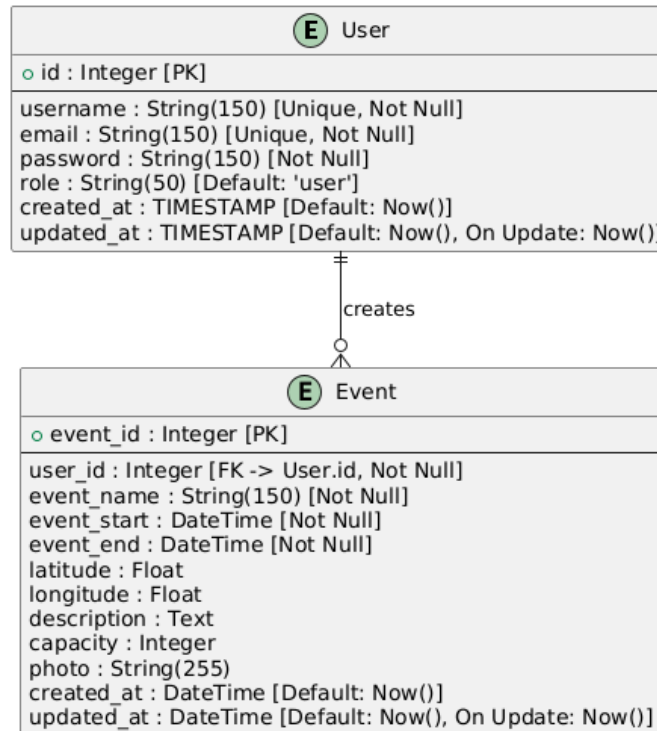 E User
id : Integer [PK]
username : String(150) [Unique, Not Null]
email : String(150) [Unique, Not Null]
password : String(150) [Not Null]
role : String(50) [Default: 'user']
created_at : TIMESTAMP [Default: Now()]
updated_at : TIMESTAMP [Default: Now(), On Update: Now()]
creates
E Event
event_id : Integer [PK]
user_id : Integer [FK -> User.id, Not Null]
event_name : String(150) [Not Null]
event_start : DateTime [Not Null]
event_end : DateTime [Not Null]
latitude : Float
longitude : Float
description : Text
capacity : Integer
photo : String(255)
created_at : DateTime [Default: Now()]
updated_at : DateTime [Default: Now(), On Update: Now()]